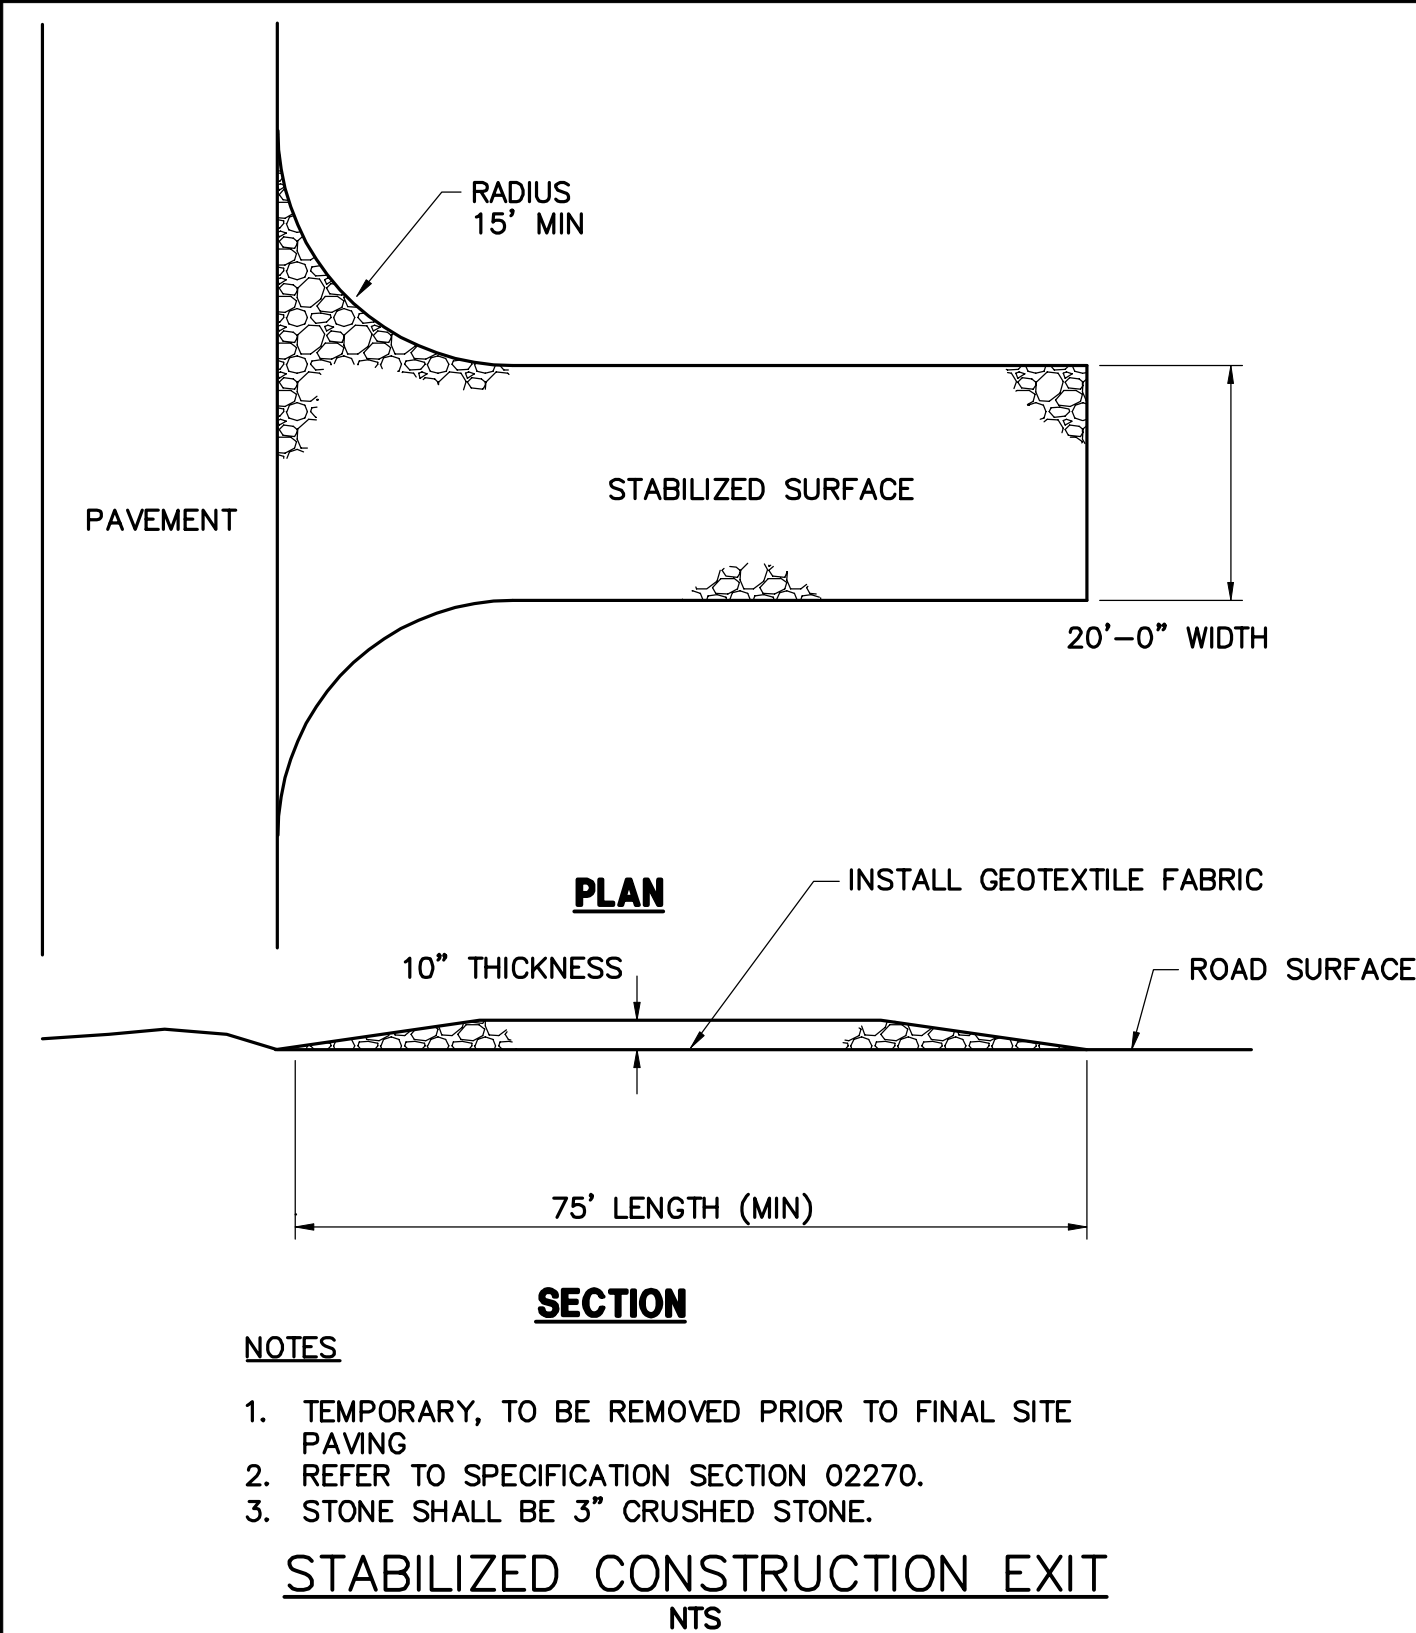 RADIUS
15' MIN
STABILIZED SURFACE
PAVEMENT
20'-0" WIDTH
PLAN
INSTALL GEOTEXTILE FABRIC
10" THICKNESS
ROAD SURFACE
75' LENGTH (MIN)
SECTION
NOTES
1. TEMPORARY, TO BE REMOVED PRIOR TO FINAL SITE
PAVING
2. REFER TO SPECIFICATION SECTION 02270.
3. STONE SHALL BE 3" CRUSHED STONE.
STABILIZED CONSTRUCTION EXIT
NTS